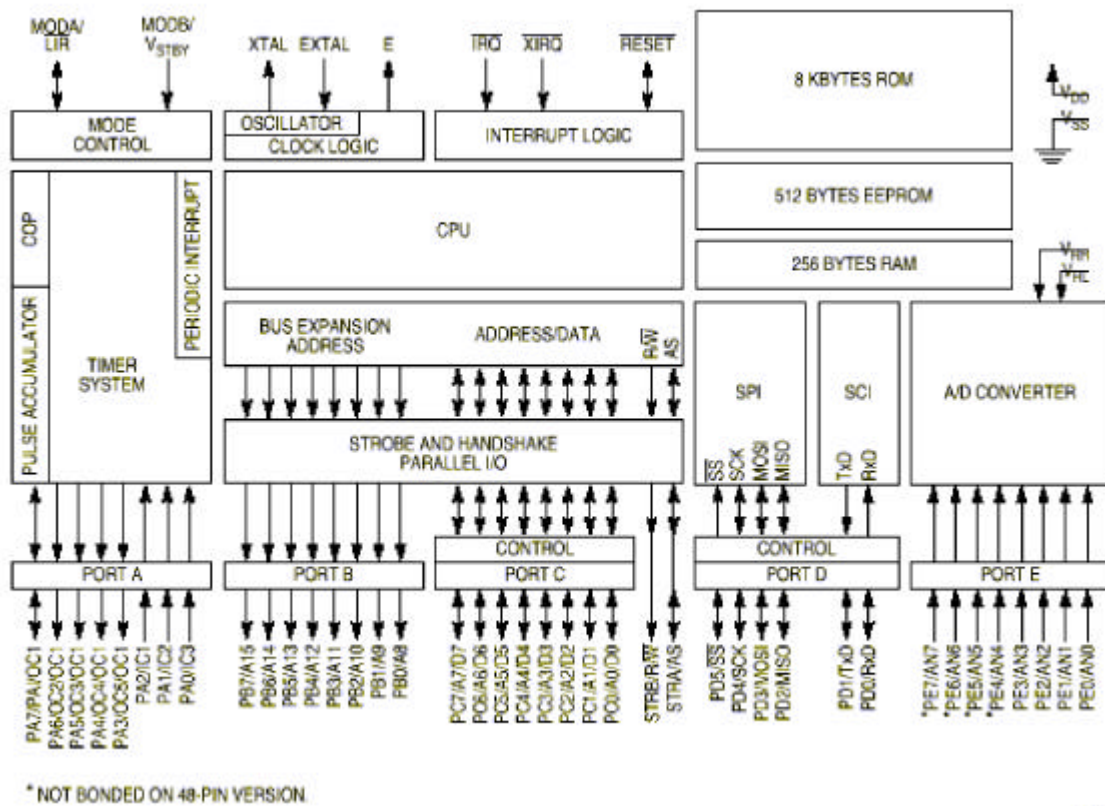 MODA/
LIR
MODB/
VSTBY
XTAL
EXTAL
E
IRQ
XIRQ
RESET
8 KBYTES ROM
VDD
VSS
MODE
CONTROL
OSCILLATOR
CLOCK LOGIC
INTERRUPT LOGIC
COP
PERIODIC INTERRUPT
CPU
512 BYTES EEPROM
256 BYTES RAM
VRH
VRL
PULSE ACCUMULATOR
TIMER
SYSTEM
BUS EXPANSION
ADDRESS
ADDRESS/DATA
R/W
AS
SPI
SCI
A/D CONVERTER
STROBE AND HANDSHAKE
PARALLEL I/O
SS
SCK
MOSI
MISO
TxD
RxD
CONTROL
CONTROL
PORT A
PORT B
PORT C
PORT D
PORT E
PA7/PAI/OC1
PA6/OC2/OC1
PA5/OC3/OC1
PA4/OC4/OC1
PA3/OC5/OC1
PA2/IC1
PA1/IC2
PA0/IC3
PB7/A15
PB6/A14
PB5/A13
PB4/A12
PB3/A11
PB2/A10
PB1/A9
PB0/A8
PC7/A7/D7
PC6/A6/D6
PC5/A5/D5
PC4/A4/D4
PC3/A3/D3
PC2/A2/D2
PC1/A1/D1
PC0/A0/D0
STRB/R/W
STRA/AS
PD5/SS
PD4/SCK
PD3/MOSI
PD2/MISO
PD1/TxD
PD0/RxD
*PE7/AN7
*PE6/AN6
*PE5/AN5
*PE4/AN4
PE3/AN3
PE2/AN2
PE1/AN1
PE0/AN0
* NOT BONDED ON 48-PIN VERSION.